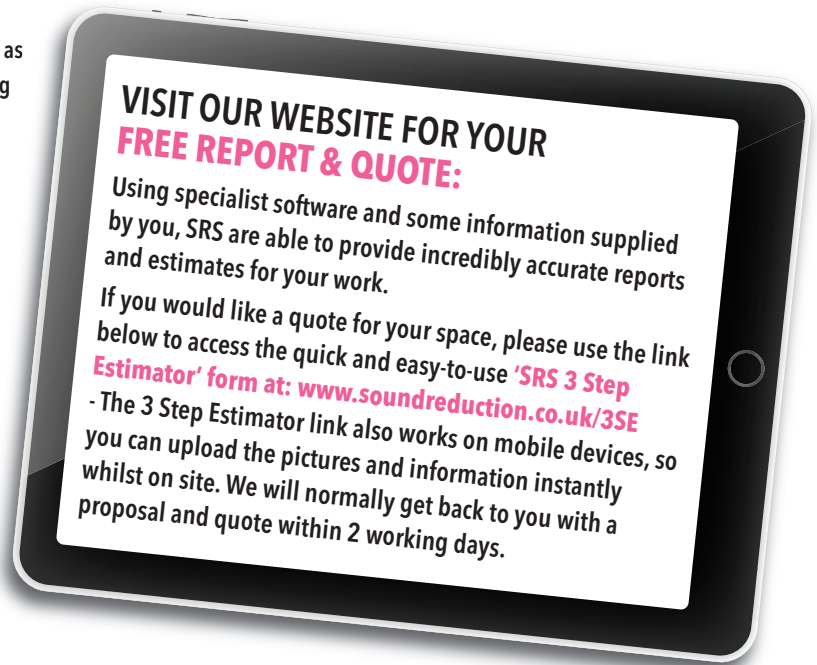 as
g
VISIT OUR WEBSITE FOR YOUR
FREE REPORT & QUOTE:
Using specialist software and some information supplied
by you, SRS are able to provide incredibly accurate reports
and estimates for your work.
If you would like a quote for your space, please use the link
below to access the quick and easy-to-use ‘SRS 3 Step
Estimator’ form at: www.soundreduction.co.uk/3SE
- The 3 Step Estimator link also works on mobile devices, so
you can upload the pictures and information instantly
whilst on site. We will normally get back to you with a
proposal and quote within 2 working days.